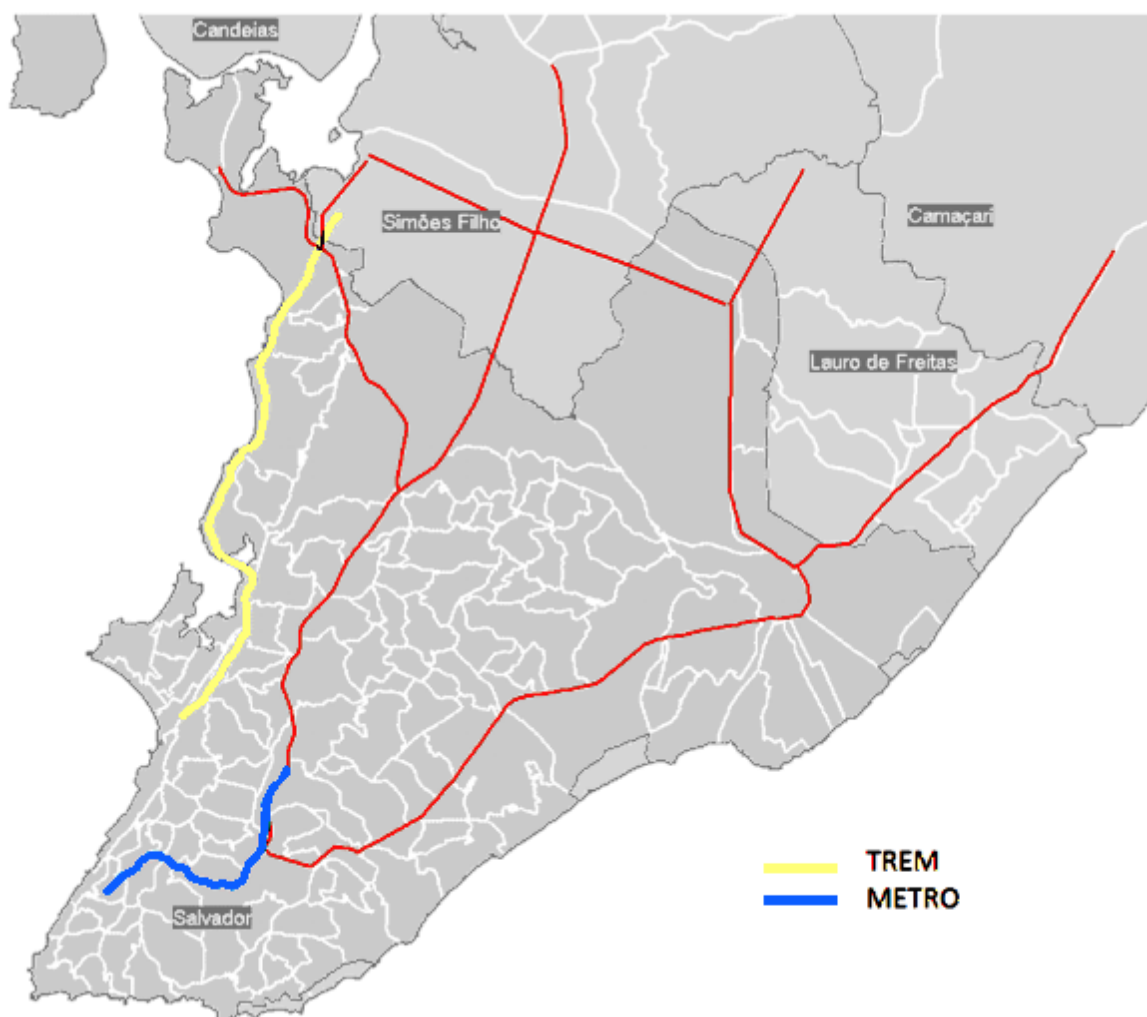 Candeias
Simões Filho
Camaçari
Lauro de Freitas
TREM
METRO
Salvador